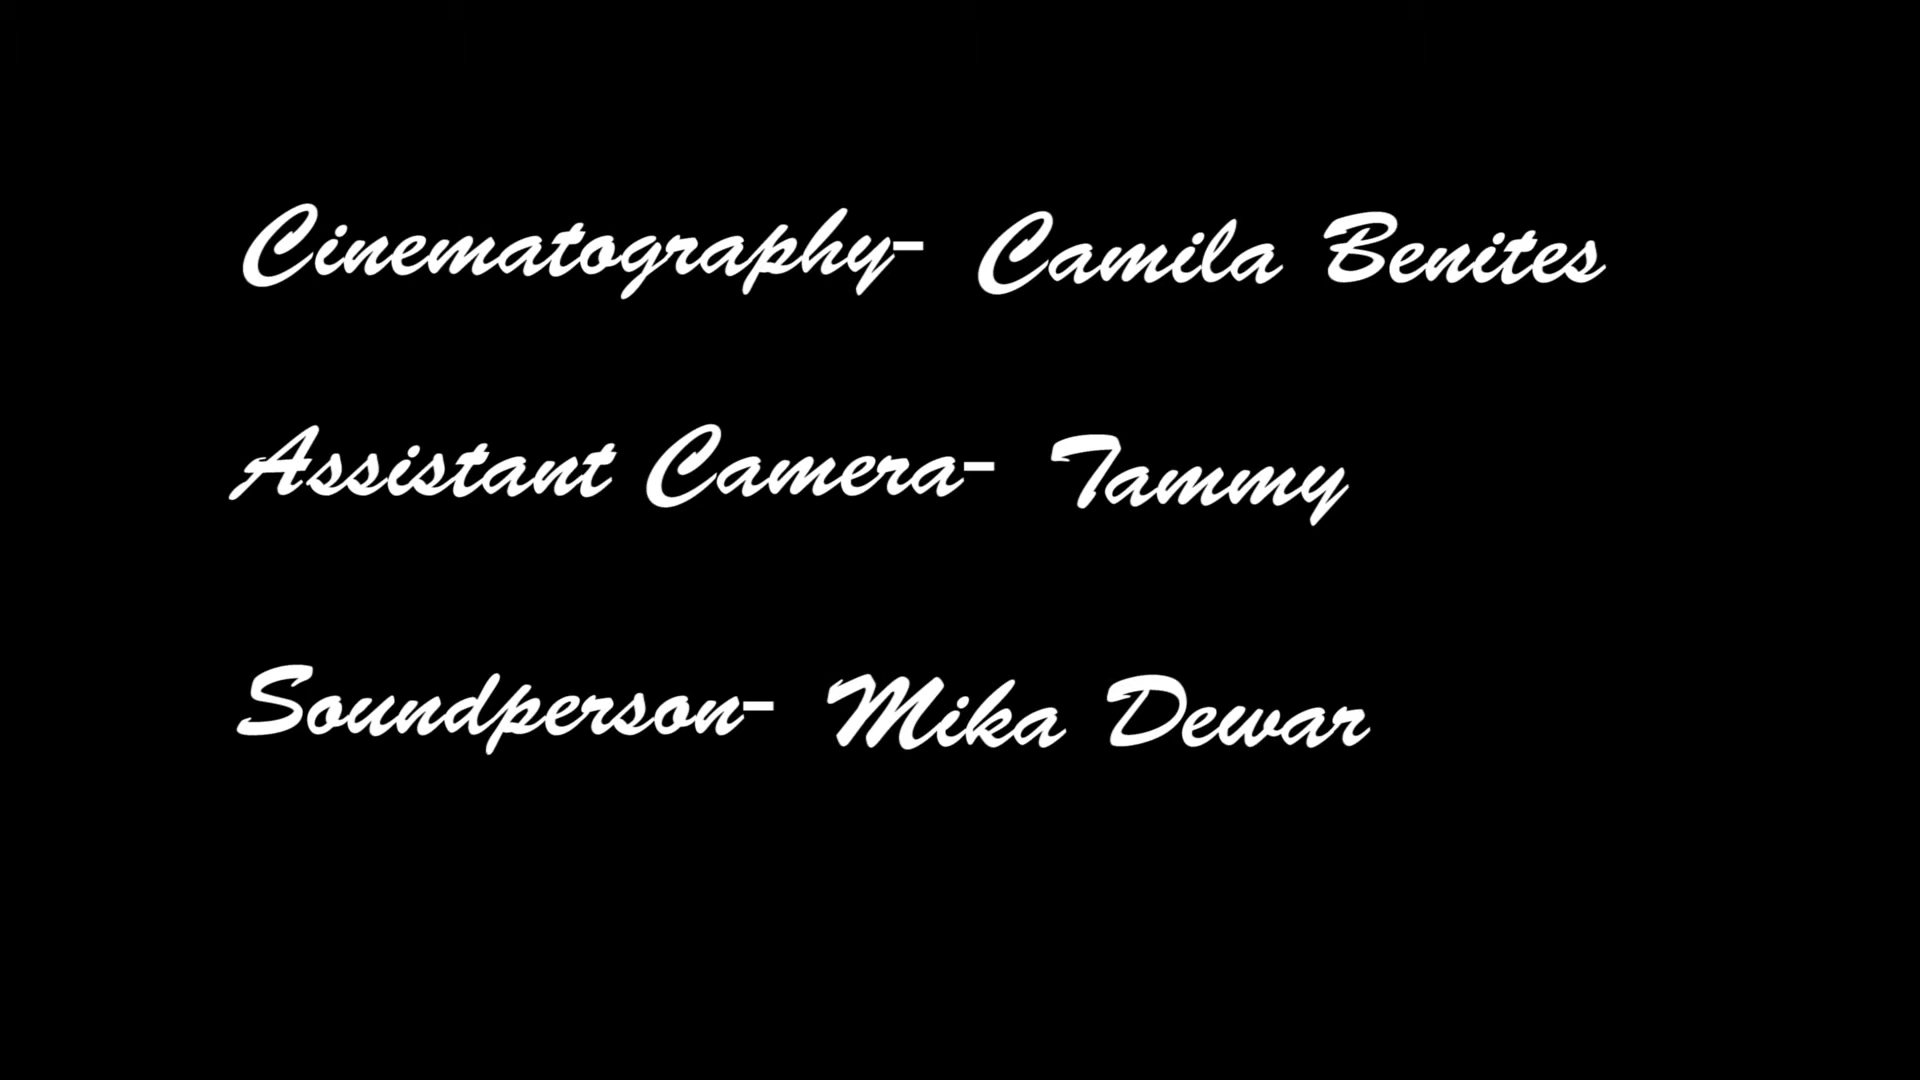 Cinematography- Camila Benites
Assistant Camera- Tammy
Soundperson- Mika Dewar